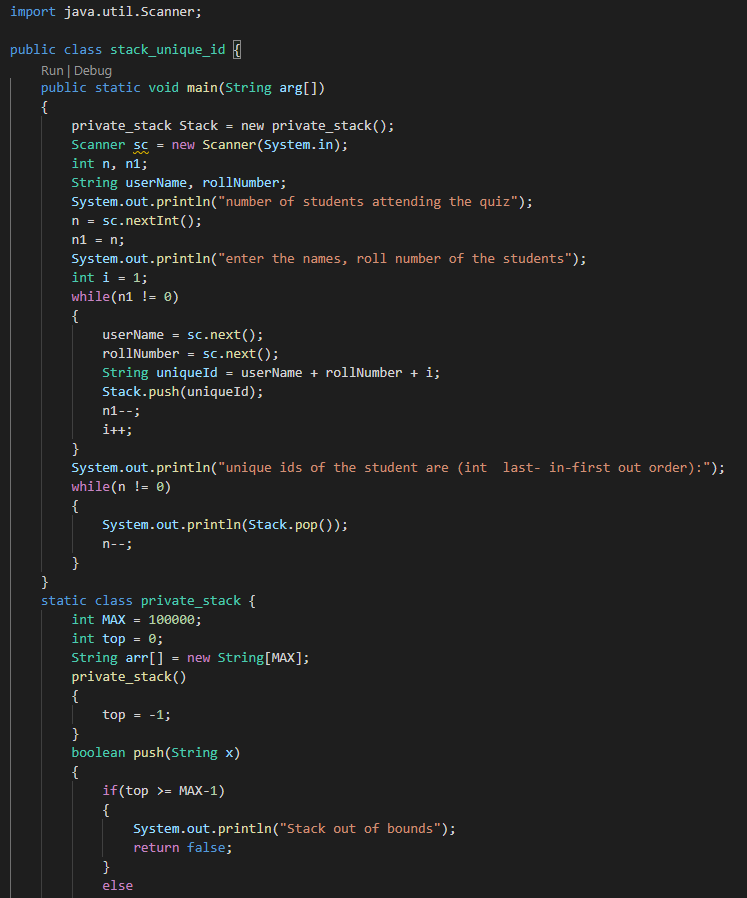 import java.util.Scanner;
public class stack_unique_id {
Run | Debug
public static void main(String arg[])
{
private_stack Stack = new private_stack();
Scanner sc = new Scanner(System.in);
int n, n1;
String userName, rollNumber;
System.out.println("number of students attending the quiz");
n = sc.nextInt();
n1 = n;
System.out.println("enter the names, roll number of the students");
int i = 1;
while(n1 != 0)
{
userName = sc.next();
rollNumber = sc.next();
String uniqueId = userName + rollNumber + i;
Stack.push(uniqueId);
n1--;
i++;
}
System.out.println("unique ids of the student are (int  last- in-first out order):");
while(n != 0)
{
System.out.println(Stack.pop());
n--;
}
}
static class private_stack {
int MAX = 100000;
int top = 0;
String arr[] = new String[MAX];
private_stack()
{
top = -1;
}
boolean push(String x)
{
if(top >= MAX-1)
{
System.out.println("Stack out of bounds");
return false;
}
else